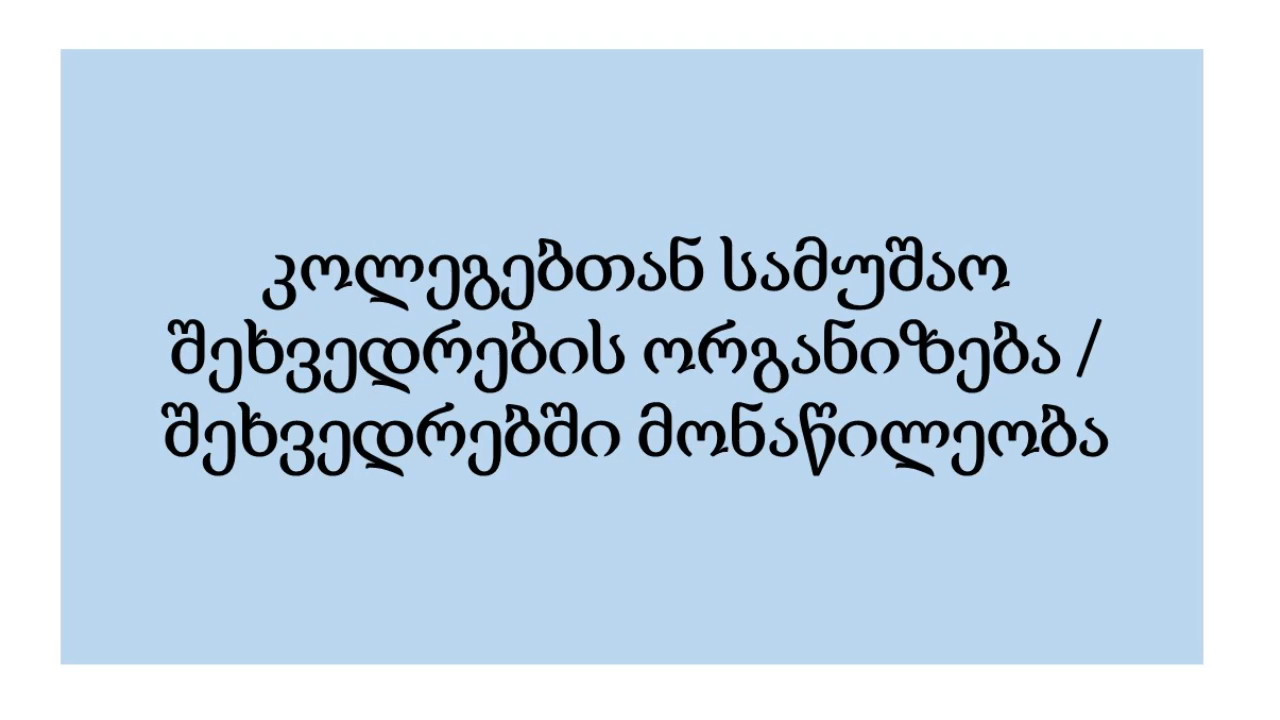 კოლეგებთან სამუშაო
შეხვედრების ორგანიზება /
შეხვედრებში მონაწილეობა